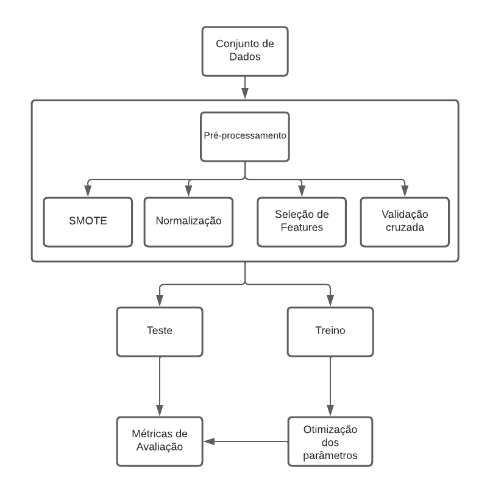 Conjunto de
Dados
Pré-processamento
SMOTE
Normalização
Seleção de
Features
Validação
cruzada
Teste
Treino
Métricas de
Avaliação
Otimização
dos
parâmetros